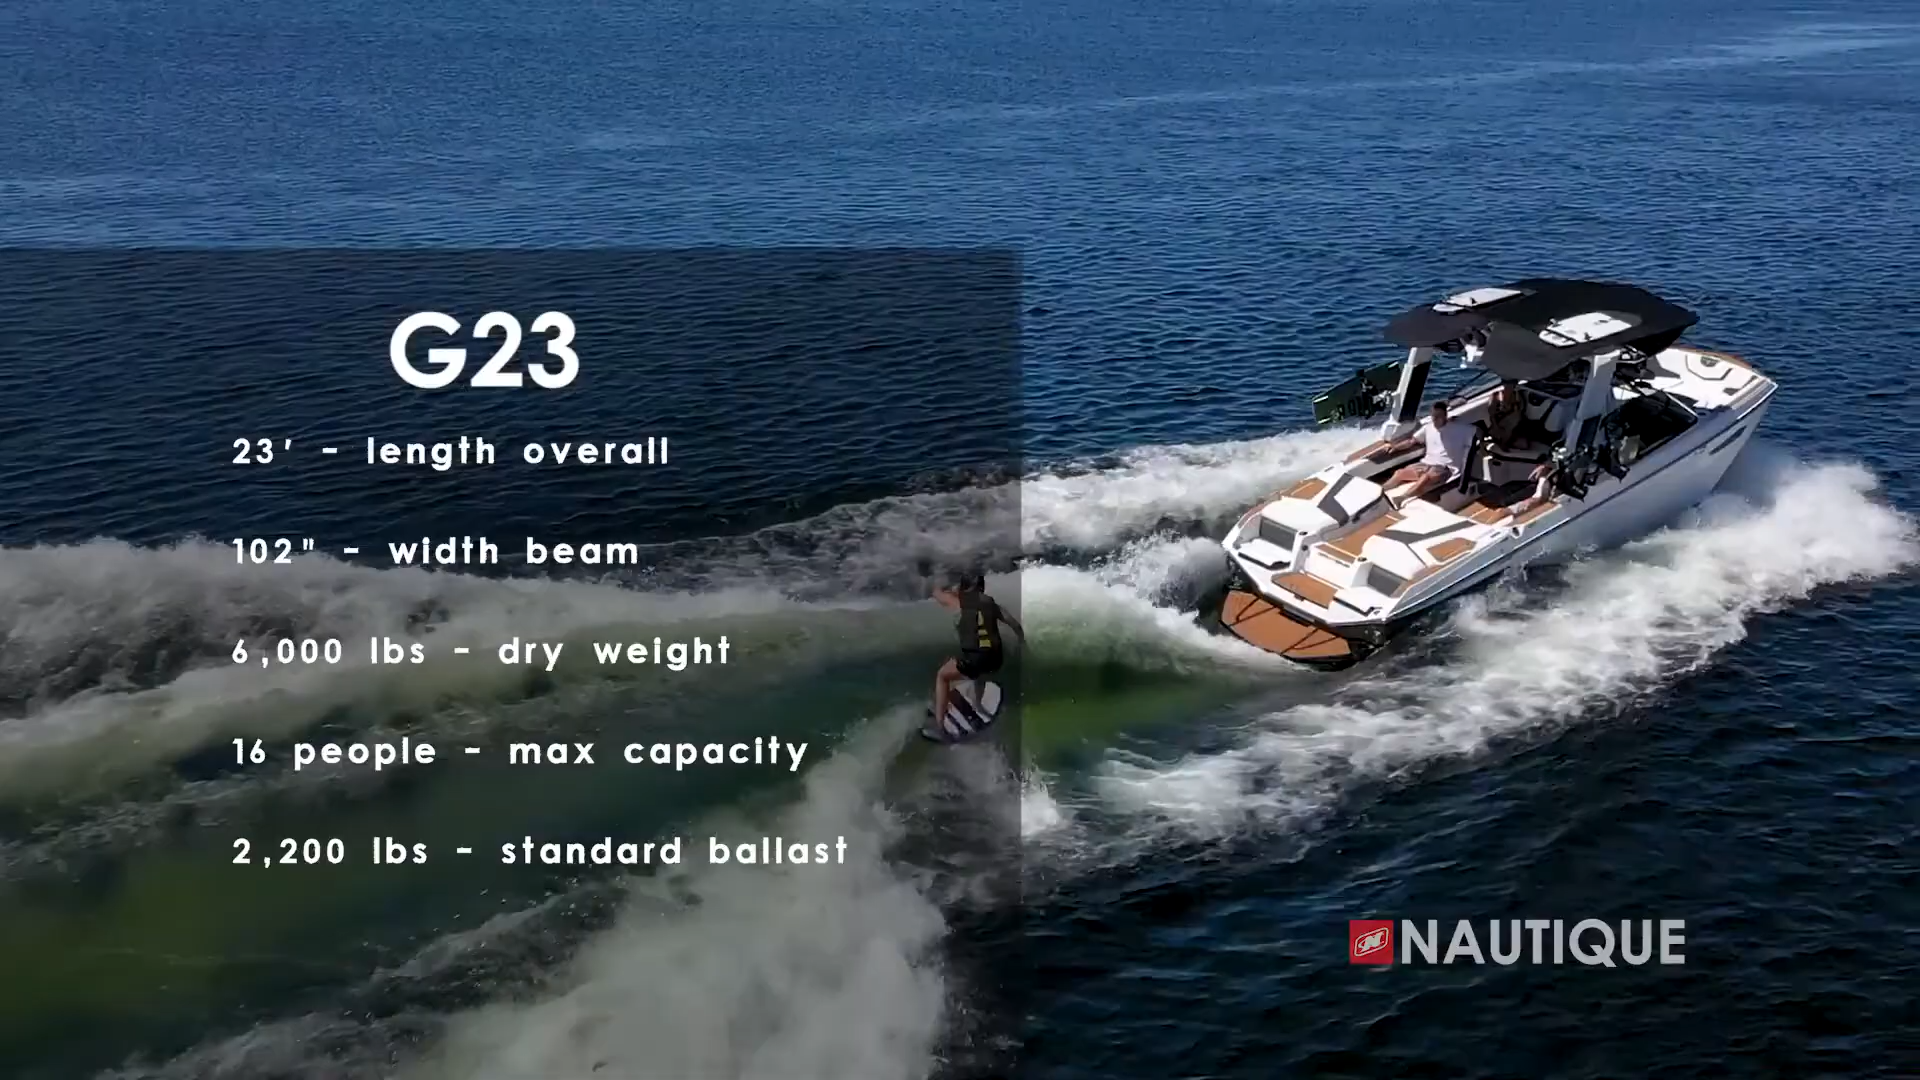 G23
23' - length overall
102" - width beam
6,000 lbs - dry weight
16 people - max capacity
2,200 lbs - standard ballast
NAUTIQUE